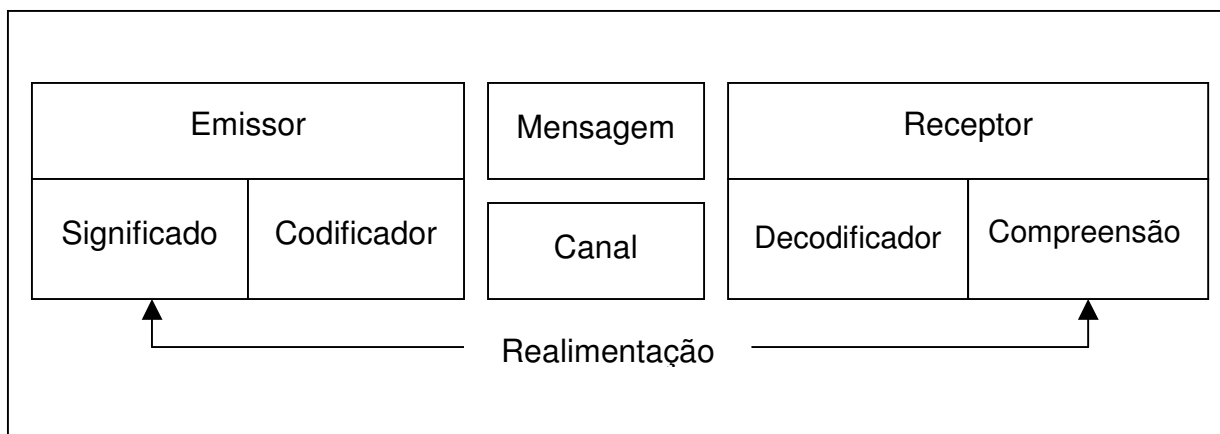 Emissor
Significado
Codificador
Mensagem
Canal
Receptor
Decodificador
Compreensão
Realimentação